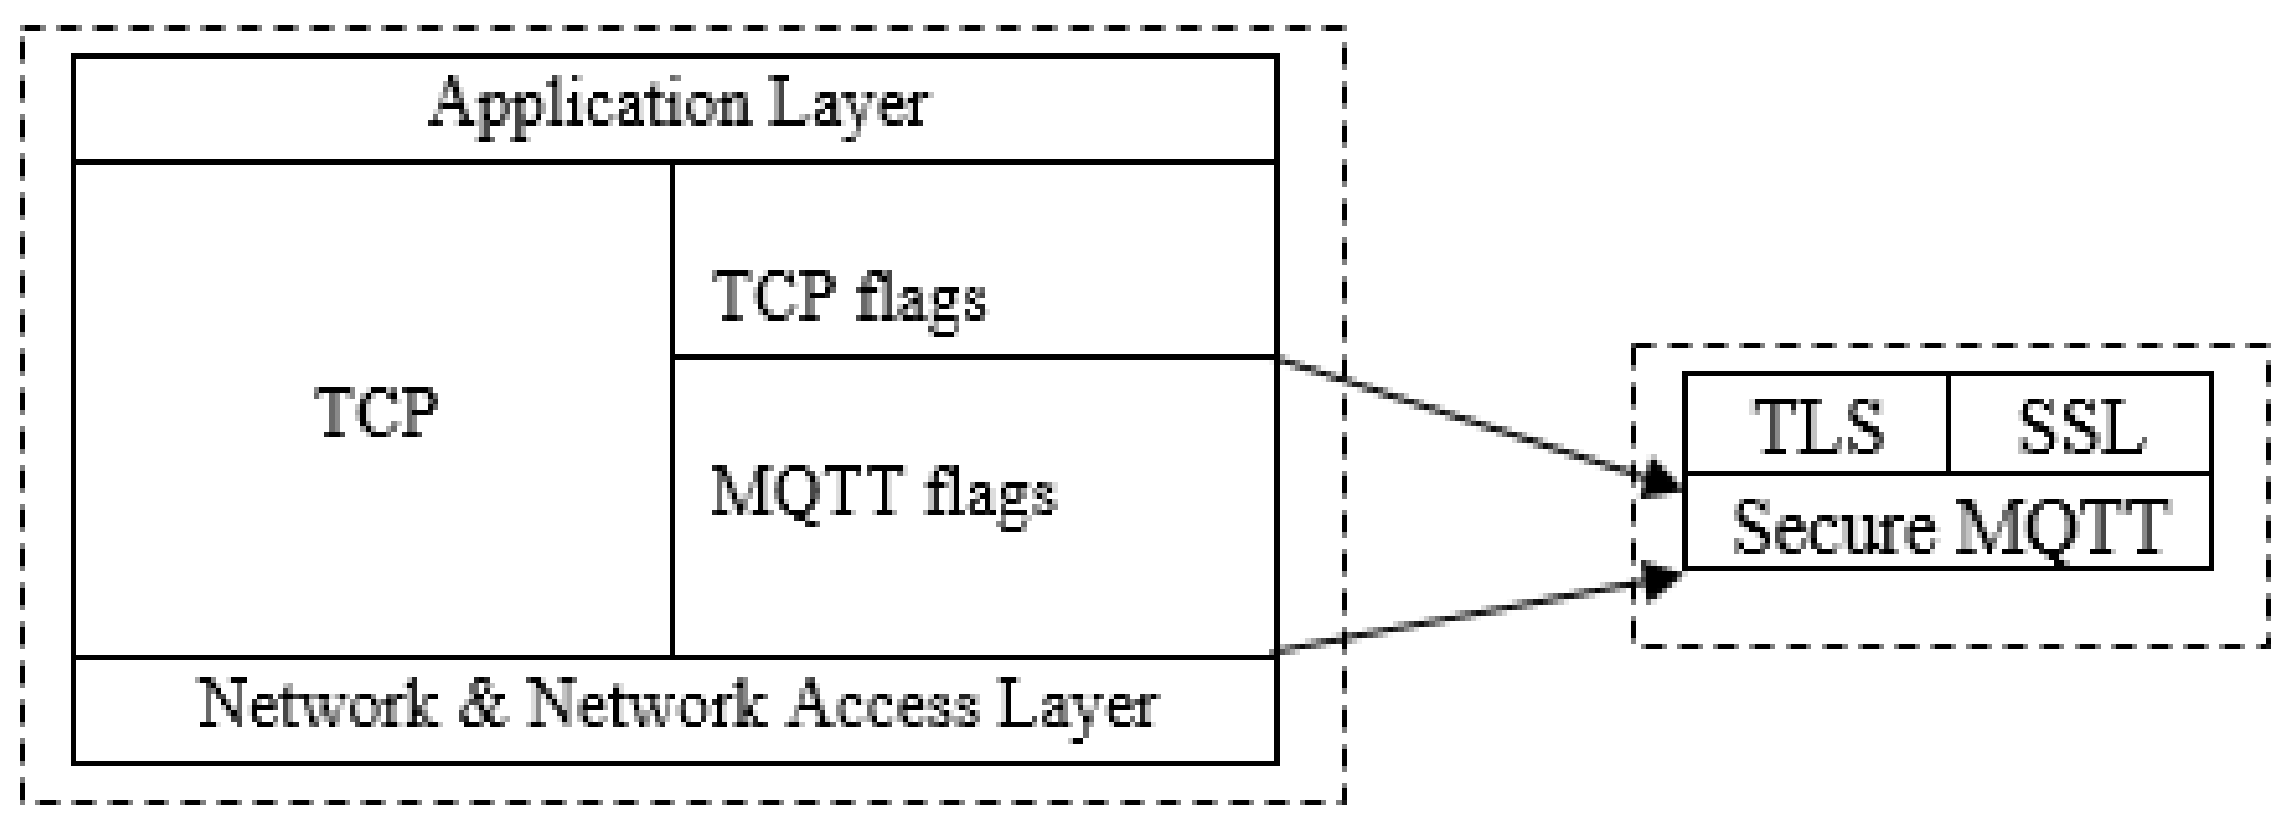 Application Layer
TCP flags
TCP
MQTT flags
Network & Network Access Layer
TLS
SSL
Secure MQTT